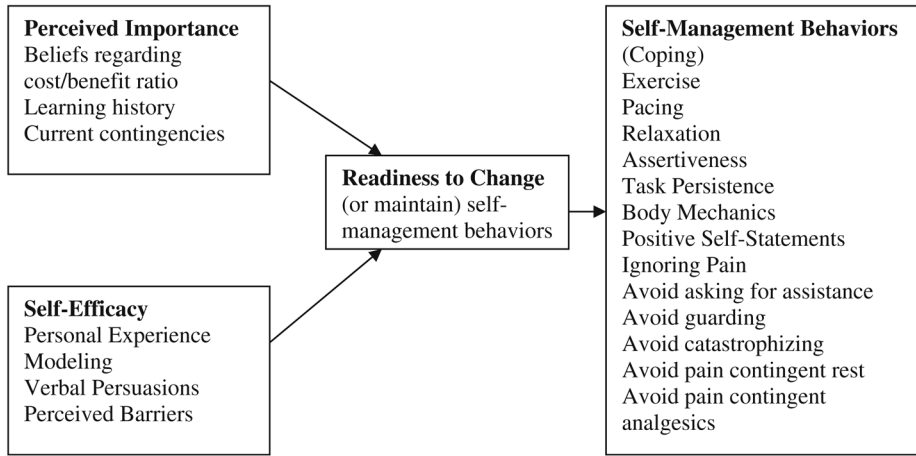 Perceived Importance
Beliefs regarding
cost/benefit ratio
Learning history
Current contingencies
Self-Efficacy
Personal Experience
Modeling
Verbal Persuasions
Perceived Barriers
Readiness to Change
(or maintain) self-
management behaviors
Self-Management Behaviors
(Coping)
Exercise
Pacing
Relaxation
Assertiveness
Task Persistence
Body Mechanics
Positive Self-Statements
Ignoring Pain
Avoid asking for assistance
Avoid guarding
Avoid catastrophizing
Avoid pain contingent rest
Avoid pain contingent
analgesics